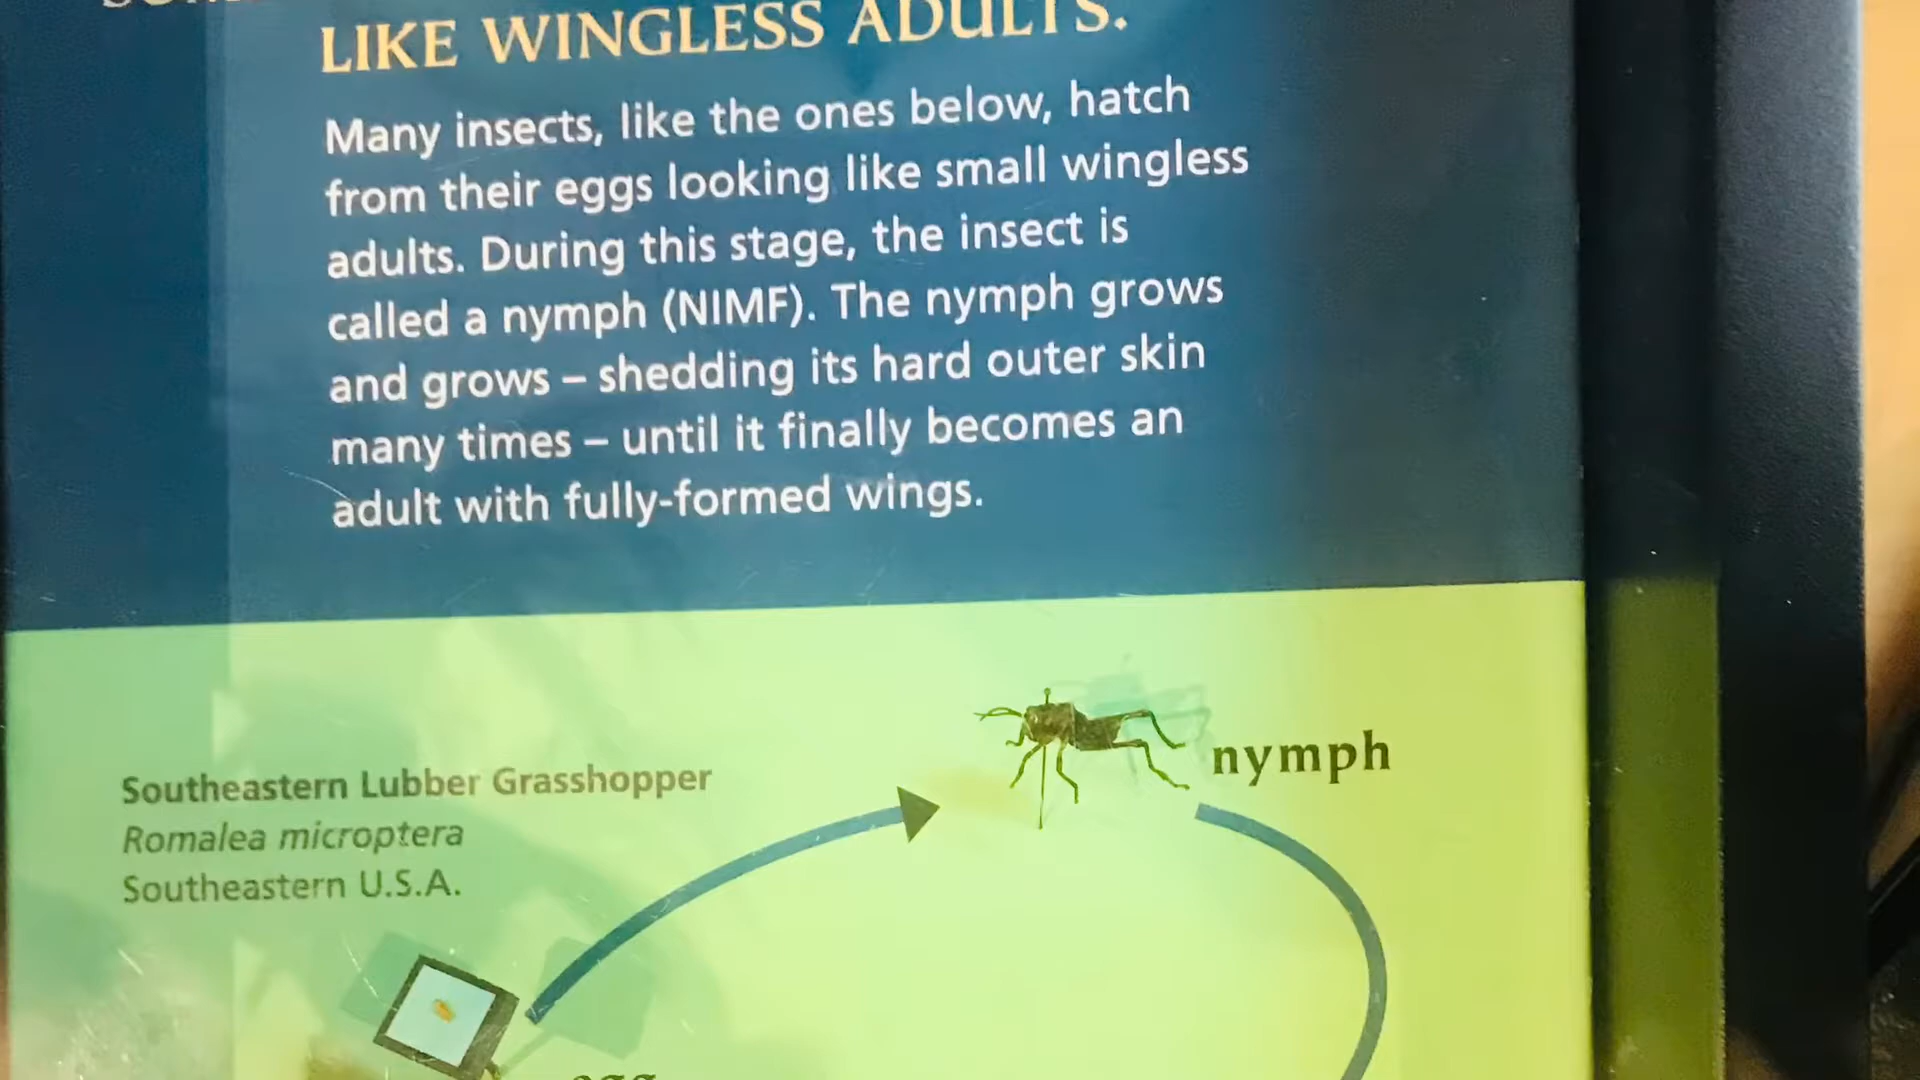 LIKE WINGLESS ADULTS.
Many insects, like the ones below, hatch
from their eggs looking like small wingless
adults. During this stage, the insect is
called a nymph (NIMF). The nymph grows
and grows – shedding its hard outer skin
many times – until it finally becomes an
adult with fully-formed wings.
nymph
Southeastern Lubber Grasshopper
Romalea microptera
Southeastern U.S.A.